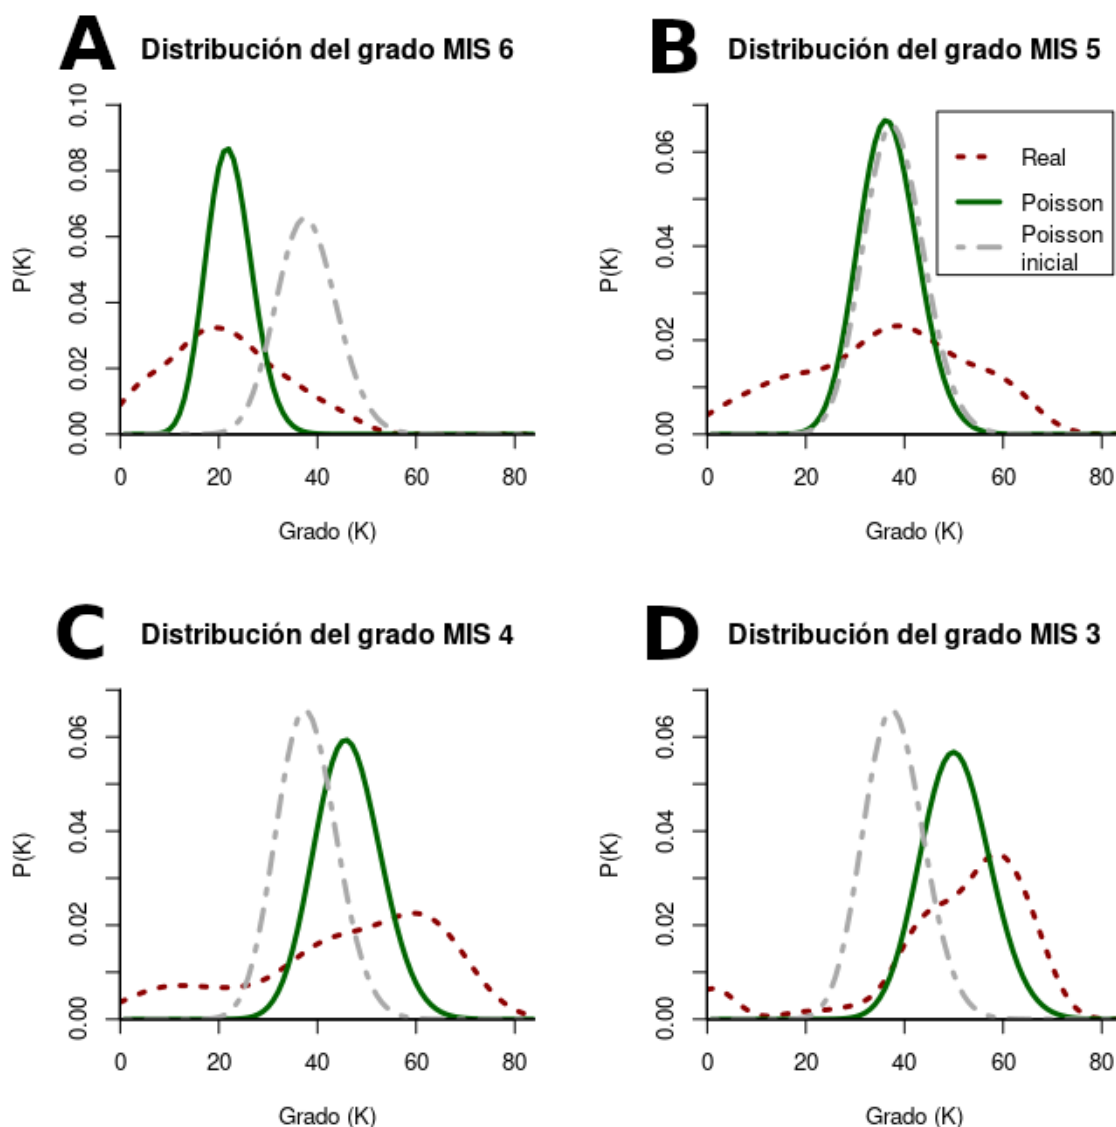 A Distribución del grado MIS 6
P(K)
0.00 0.02 0.04 0.06 0.08 0.10
0 20 40 60 80
Grado (K)
B Distribución del grado MIS 5
P(K)
0.00 0.02 0.04 0.06
Real
Poisson
Poisson
inicial
0 20 40 60 80
Grado (K)
C Distribución del grado MIS 4
P(K)
0.00 0.02 0.04 0.06
0 20 40 60 80
Grado (K)
D Distribución del grado MIS 3
P(K)
0.00 0.02 0.04 0.06
0 20 40 60 80
Grado (K)